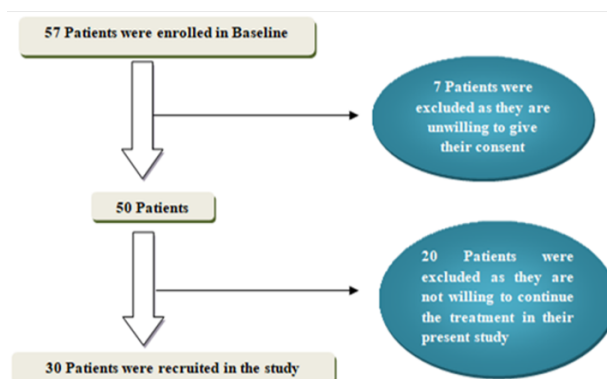 57 Patients were enrolled in Baseline
7 Patients were
excluded as they are
unwilling to give
their consent
50 Patients
20 Patients were
excluded as they are
not willing to continue
the treatment in their
present study
30 Patients were recruited in the study